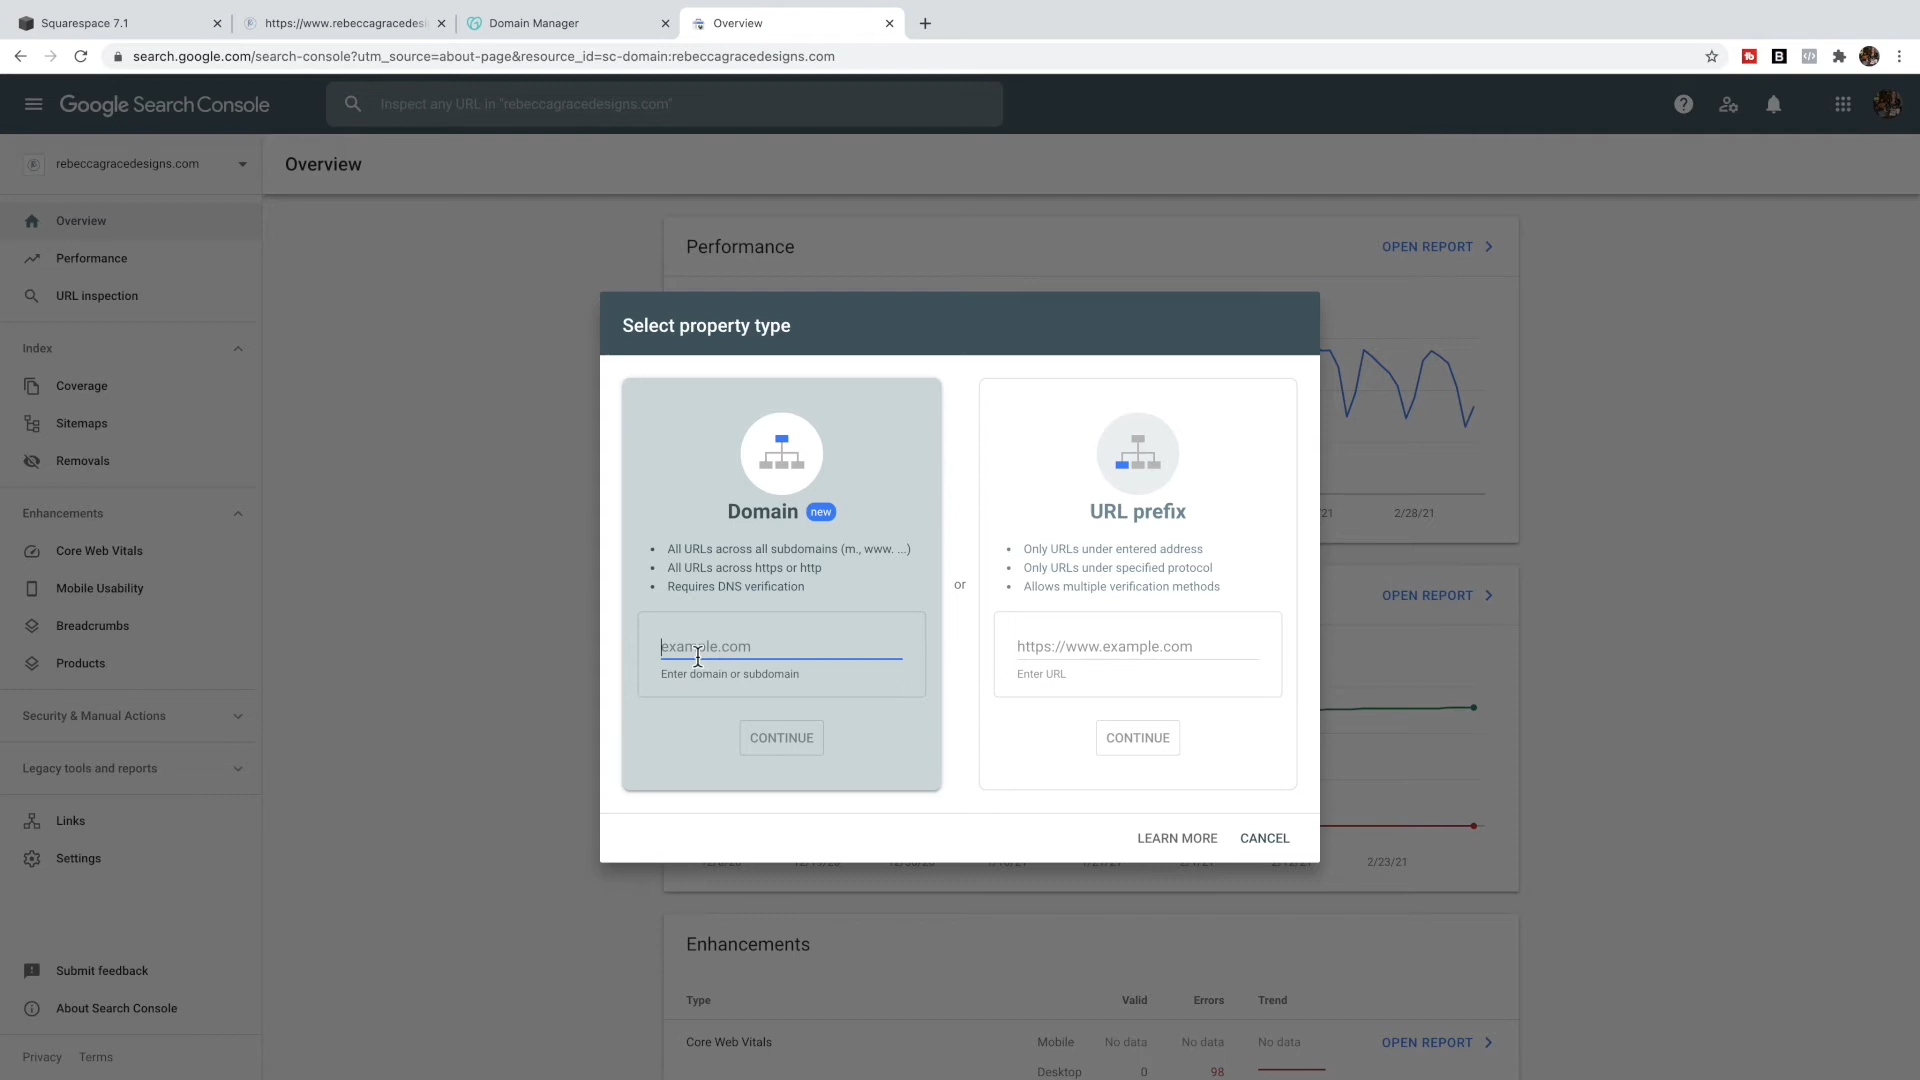 Squarespace 7.1
https://www.rebeccagracedesi
Domain Manager
Overview
search.google.com/search-console?utm_source=about-page&resource_id=sc-domain:rebeccagracedesigns.com
Google Search Console
Inspect any URL in "rebeccagracedesigns.com"
rebeccagracedesigns.com
Overview
Overview
Performance
URL inspection
Index
Coverage
Sitemaps
Removals
Enhancements
Core Web Vitals
Mobile Usability
Breadcrumbs
Products
Security & Manual Actions
Legacy tools and reports
Links
Settings
Submit feedback
About Search Console
Privacy Terms
Performance
OPEN REPORT
2/28/21
OPEN REPORT
2/23/21
Select property type
Domain new
All URLs across all subdomains (m., www. ...)
All URLs across https or http
Requires DNS verification
example.com
Enter domain or subdomain
CONTINUE
or
URL prefix
Only URLs under entered address
Only URLs under specified protocol
Allows multiple verification methods
https://www.example.com
Enter URL
CONTINUE
LEARN MORE
CANCEL
Enhancements
Type Valid Errors Trend
Core Web Vitals Mobile No data No data No data OPEN REPORT
Desktop 0 98